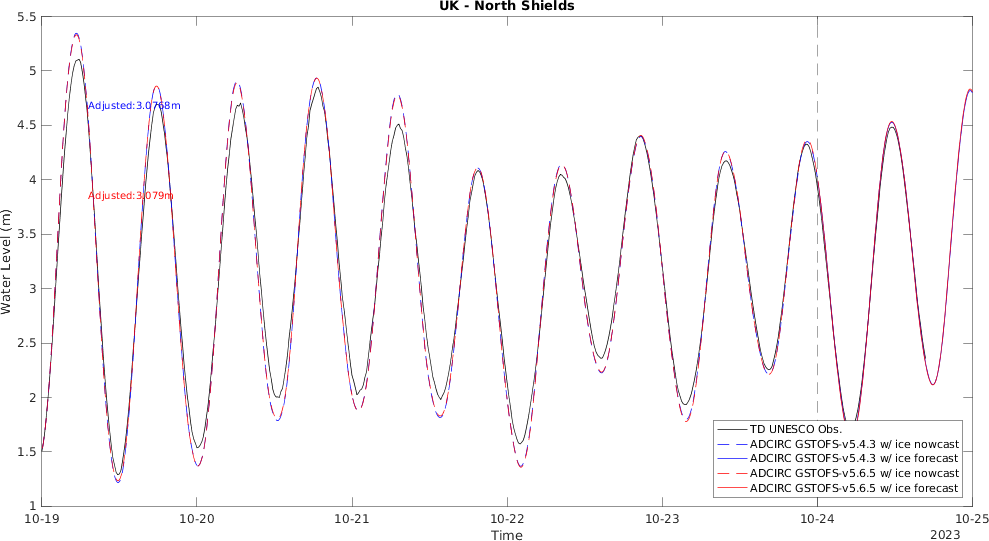 UK - North Shields
5.5
5
4.5
4
3.5
3
2.5
2
1.5
1
Water Level (m)
Adjusted:3.0768m
Adjusted:3.079m
TD UNESCO Obs.
ADCIRC GSTOFS-v5.4.3 w/ ice nowcast
ADCIRC GSTOFS-v5.4.3 w/ ice forecast
ADCIRC GSTOFS-v5.6.5 w/ ice nowcast
ADCIRC GSTOFS-v5.6.5 w/ ice forecast
10-19 10-20 10-21 10-22 10-23 10-24 10-25
Time
2023